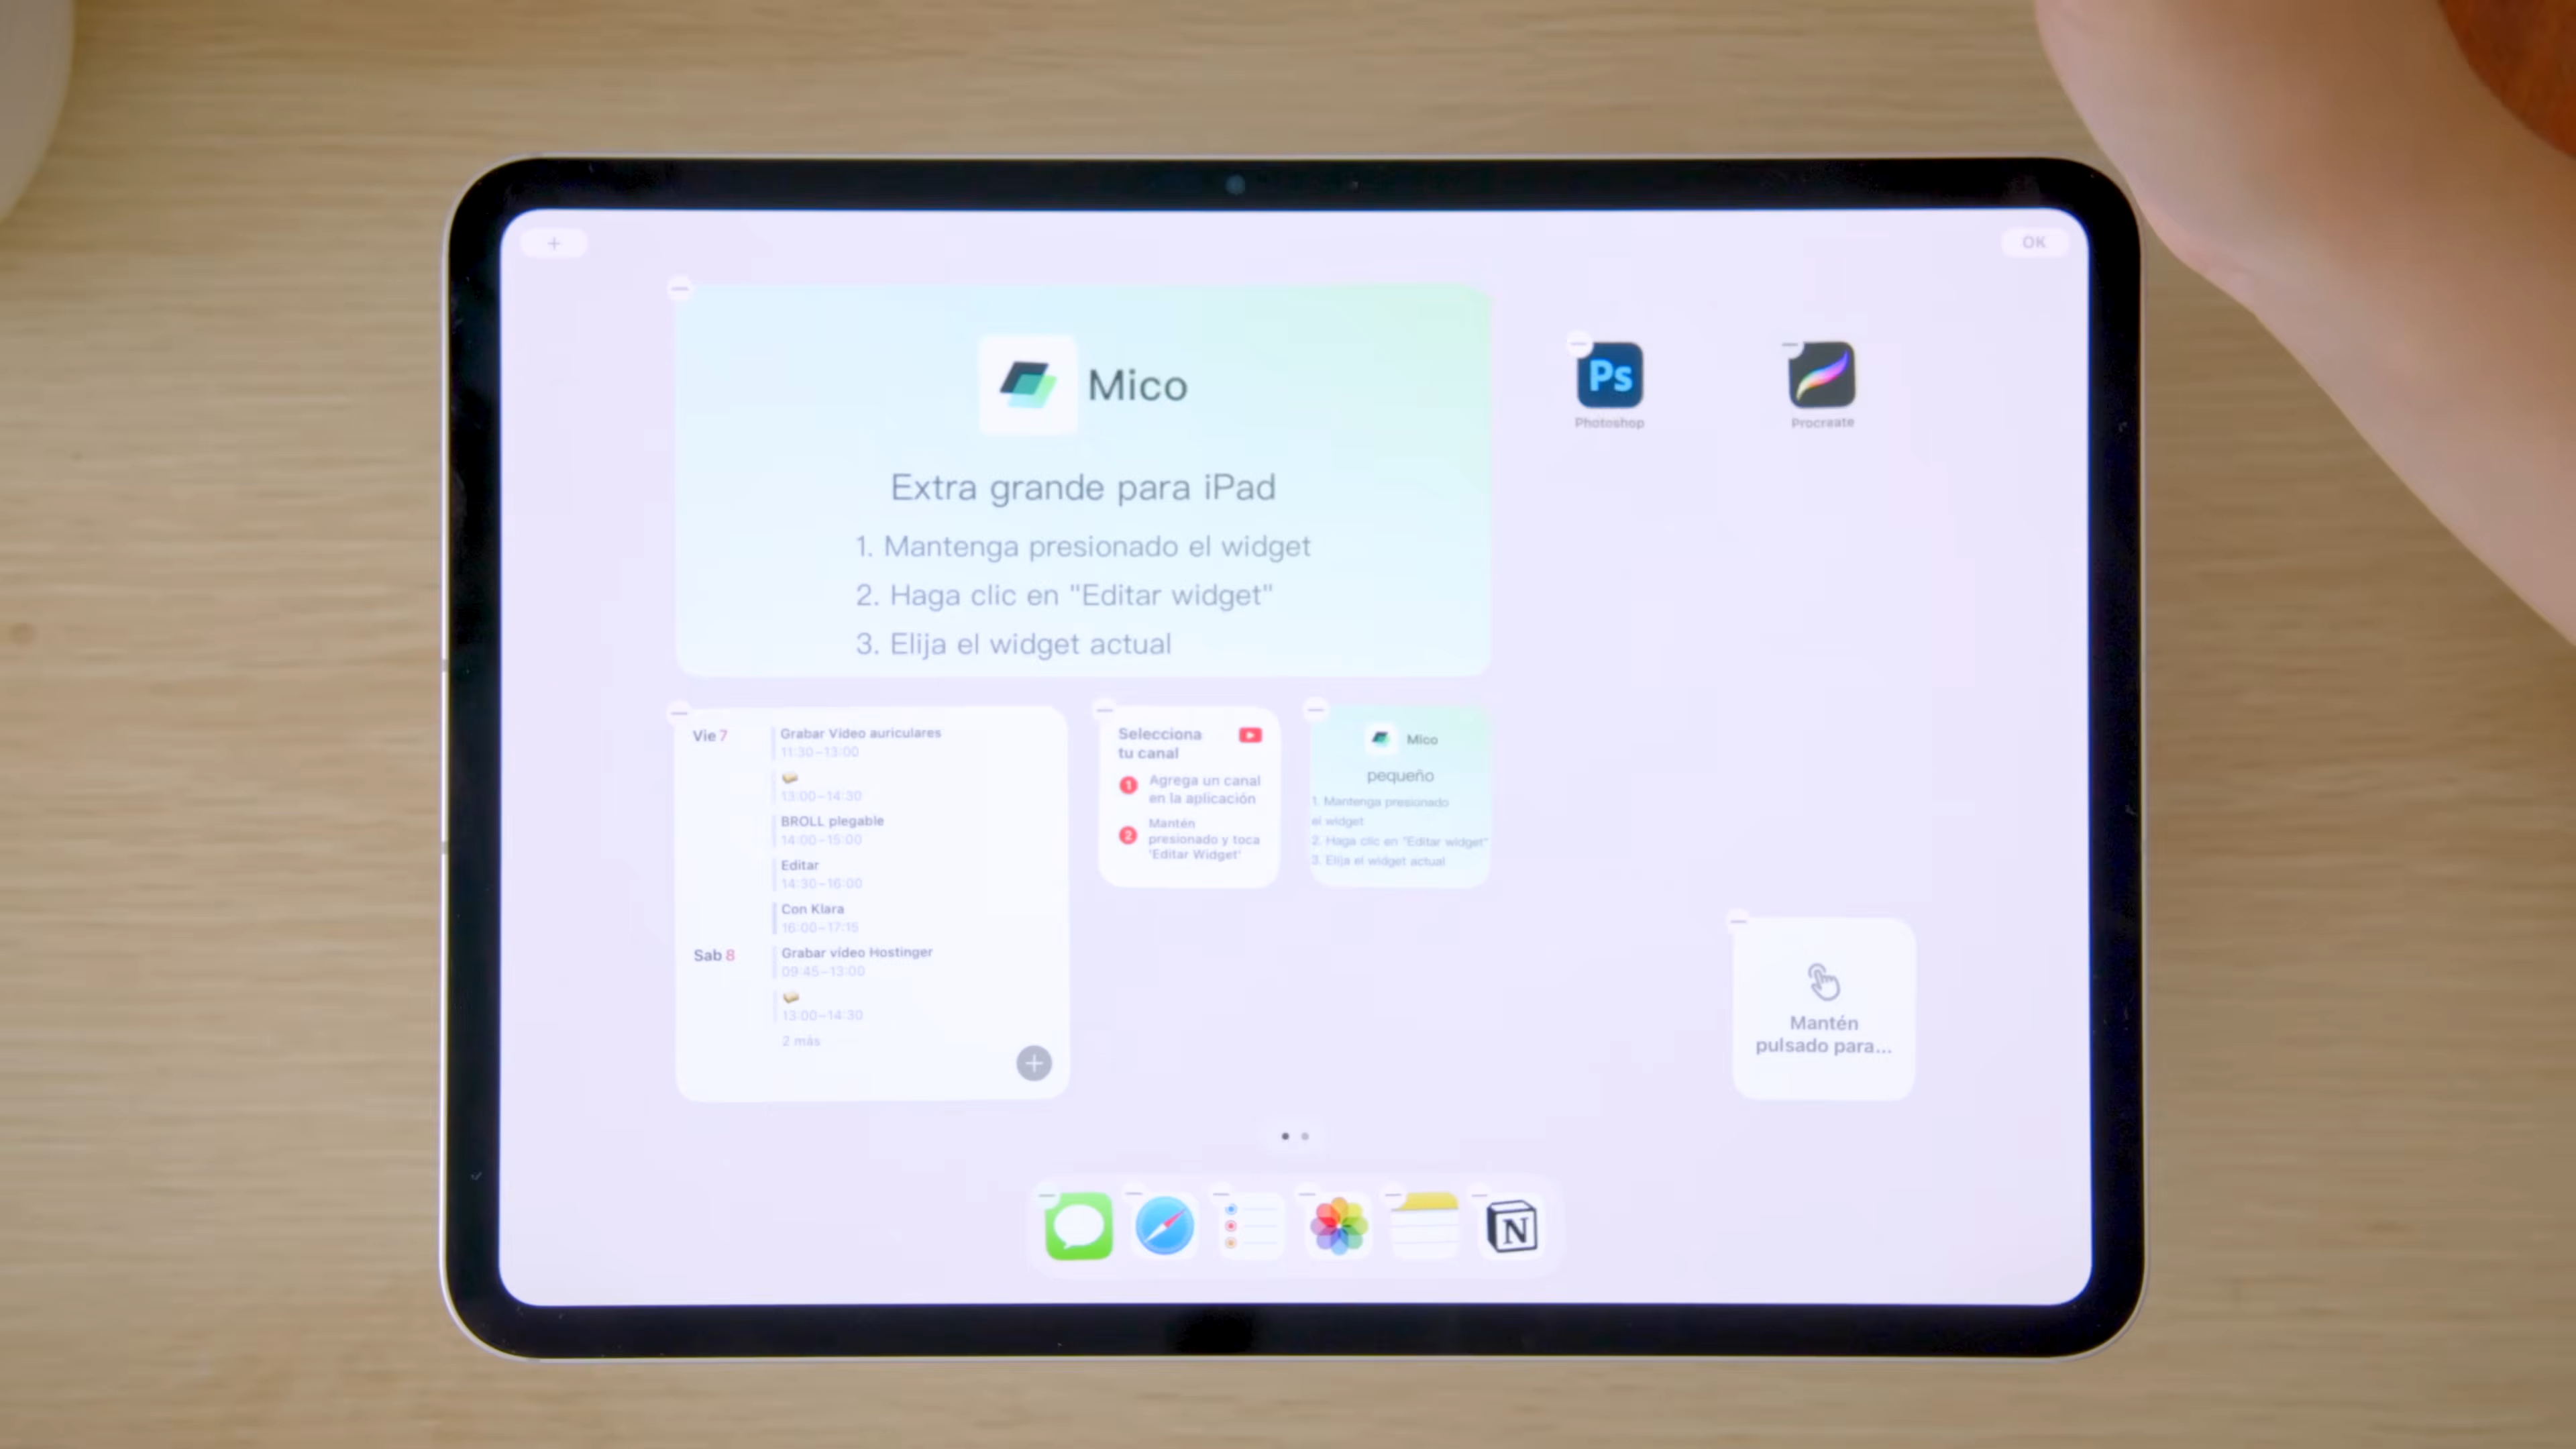 OK
Mico
Extra grande para iPad
1. Mantenga presionado el widget
2. Haga clic en "Editar widget"
3. Elija el widget actual
Ps
Photoshop
Procreate
Vie 7
Grabar Vídeo auriculares
11:30–13:00
13:00–14:30
BROLL plegable
14:00–15:00
Editar
14:30–16:00
Con Klara
16:00–17:15
Sab 8
Grabar vídeo Hostinger
09:45–13:00
13:00–14:30
2 más
Selecciona
tu canal
1 Agrega un canal
en la aplicación
2 Mantén
presionado y toca
'Editar Widget'
Mico
pequeño
1. Mantenga presionado
el widget
2. Haga clic en "Editar widget"
3. Elija el widget actual
Mantén
pulsado para...
N